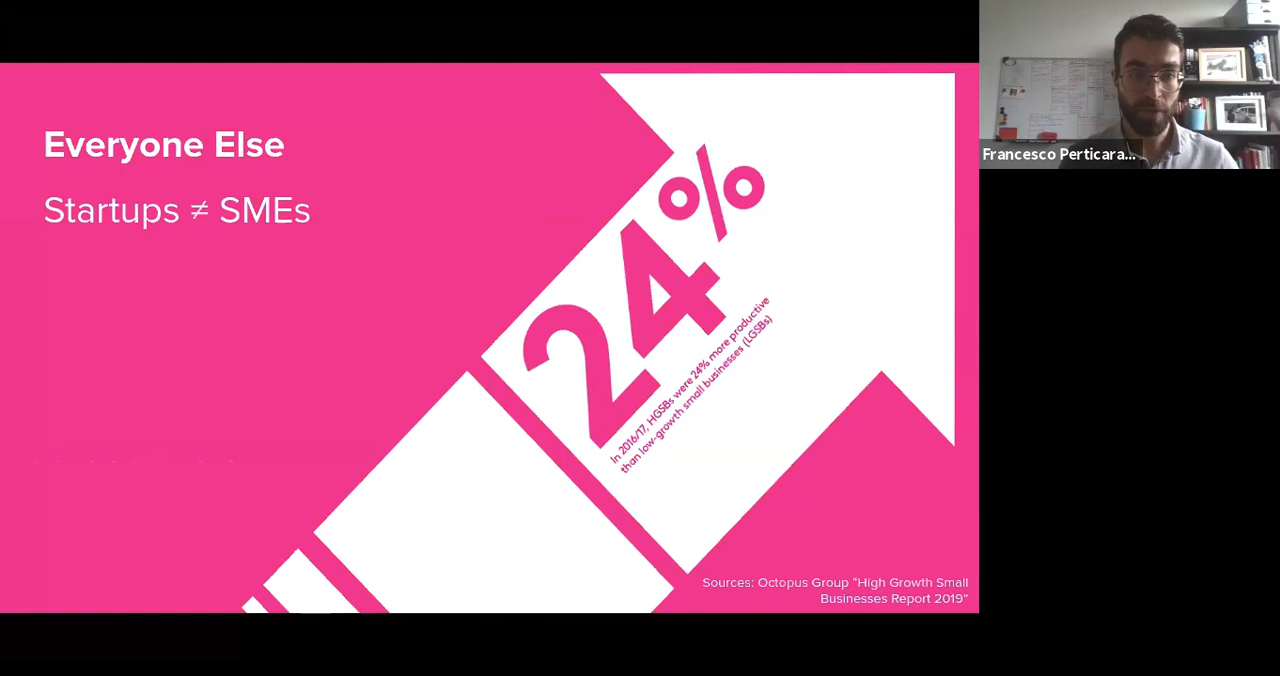 Everyone Else
Startups ≠ SMEs
24%
In 2016/17, HGSBs were 24% more productive
than low-growth small businesses (LGSBs)
Sources: Octopus Group "High Growth Small
Businesses Report 2019"
Francesco Perticara...